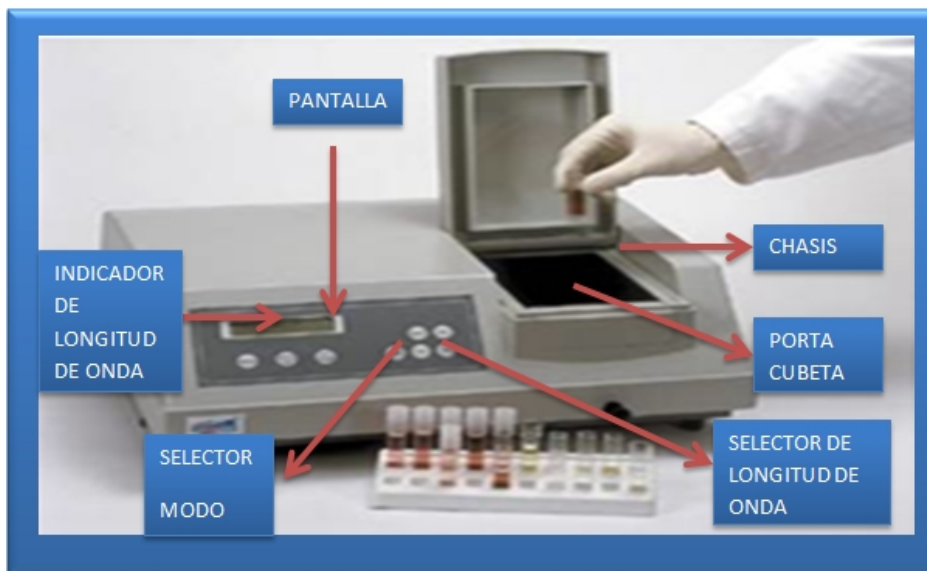 PANTALLA
CHASIS
INDICADOR
DE
LONGITUD
DE ONDA
PORTA
CUBETA
SELECTOR
MODO
SELECTOR DE
LONGITUD DE
ONDA